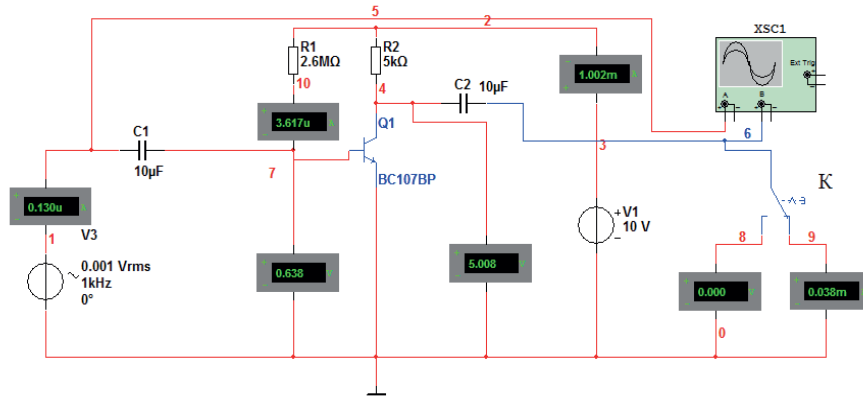 5
2
XSC1
R1
2.6MΩ
R2
5kΩ
Ext Trig
1.002m
10
4
C2
10µF
A
B
3.617u
Q1
6
C1
10µF
7
3
K
BC107BP
0.130u
V3
1
V1
10 V
8
9
0.001 Vrms
1kHz
0°
0.638
5.008
0.000
0.038m
0